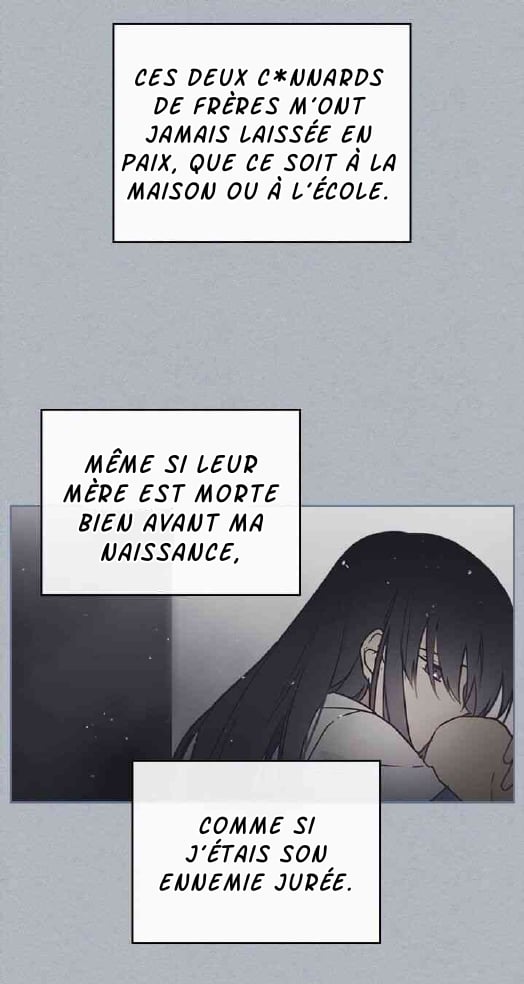 CES DEUX C*NNARDS
DE FRÈRES M'ONT
JAMAIS LAISSÉE EN
PAIX, QUE CE SOIT À LA
MAISON OU À L'ÉCOLE.
MÊME SI LEUR
MÈRE EST MORTE
BIEN AVANT MA
NAISSANCE,
COMME SI
J'ÉTAIS SON
ENNEMIE JURÉE.